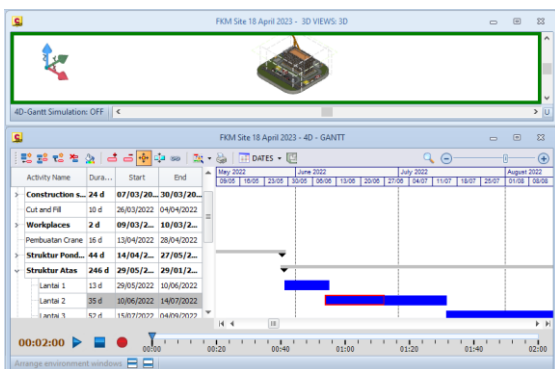 FKM Site 18 April 2023 - 3D VIEWS: 3D
4D-Gantt Simulation: OFF
FKM Site 18 April 2023 - 4D - GANTT
DATES
Activity Name Dura... Start End
May 2022 June 2022 July 2022 August 2022
09/05 16/05 23/05 30/05 06/06 13/06 20/06 27/06 04/07 11/07 18/07 25/07 01/08 08/08
Construction s... 24 d 07/03/20... 30/03/20...
Cut and Fill 10 d 26/03/2022 04/04/2022
Workplaces 2 d 09/03/2... 10/03/2...
Pembuatan Crane 16 d 13/04/2022 28/04/2022
Struktur Pond... 44 d 14/04/2... 27/05/2...
Struktur Atas 246 d 29/05/2... 29/01/2...
Lantai 1 13 d 29/05/2022 10/06/2022
Lantai 2 35 d 10/06/2022 14/07/2022
Lantai 3 52 d 15/07/2022 04/09/2022
00:02:00
00:00 00:20 00:40 01:00 01:20 01:40 02:00
Arrange environment windows